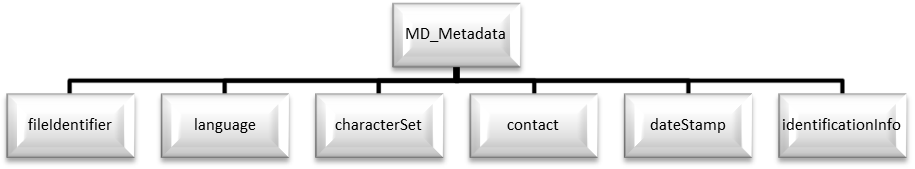 MD_Metadata
fileIdentifier
language
characterSet
contact
dateStamp
identificationInfo